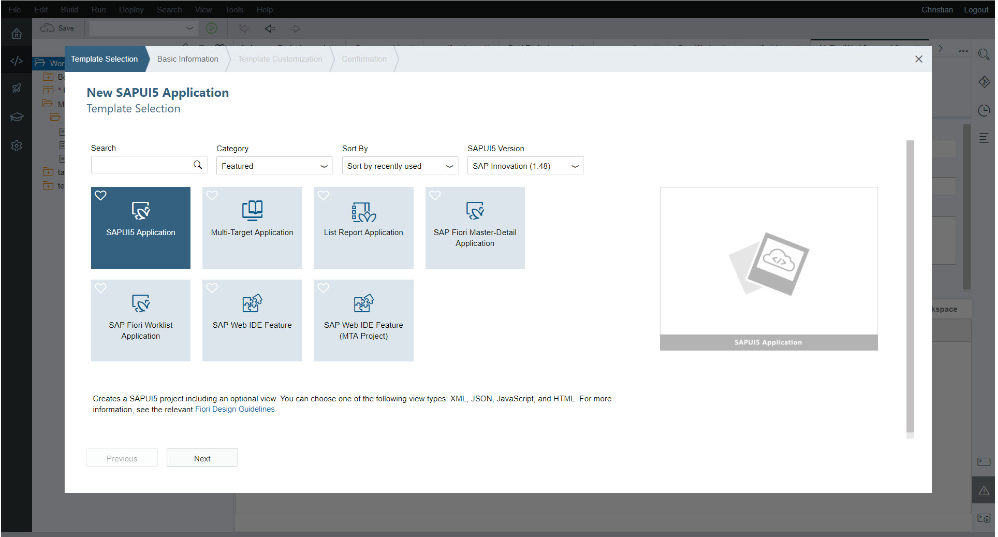 File Edit Build Run Deploy Search View Tools Help Christian Logout
Save
Template Selection Basic Information Template Customization Confirmation
New SAPUI5 Application
Template Selection
Search Category Sort By SAPUI5 Version
Featured Sort by recently used SAP Innovation (1.48)
SAPUI5 Application
Multi-Target Application
List Report Application
SAP Fiori Master-Detail
Application
SAP Fiori Worklist
Application
SAP Web IDE Feature
SAP Web IDE Feature
(MTA Project)
SAPUI5 Application
Creates a SAPUI5 project including an optional view. You can choose one of the following view types: XML, JSON, JavaScript, and HTML. For more
information, see the relevant Fiori Design Guidelines.
Previous Next